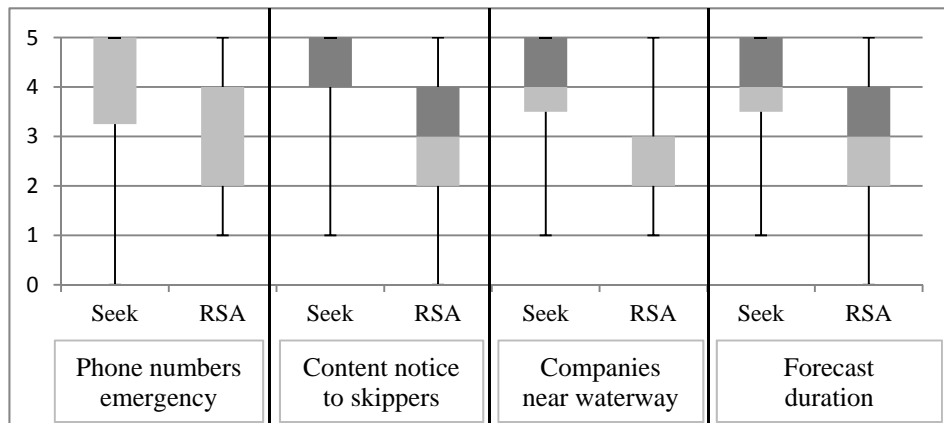 5
4
3
2
1
0
Seek RSA Seek RSA Seek RSA Seek RSA
Phone numbers
emergency
Content notice
to skippers
Companies
near waterway
Forecast
duration